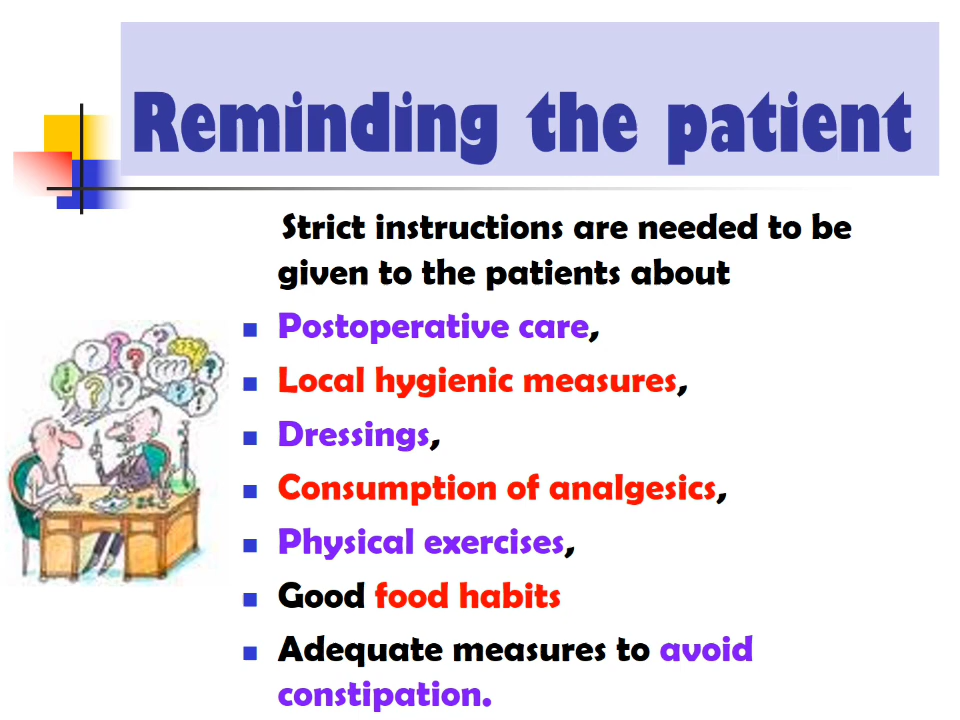 Reminding the patient
Strict instructions are needed to be
given to the patients about
Postoperative care,
Local hygienic measures,
Dressings,
Consumption of analgesics,
Physical exercises,
Good food habits
Adequate measures to avoid
constipation.